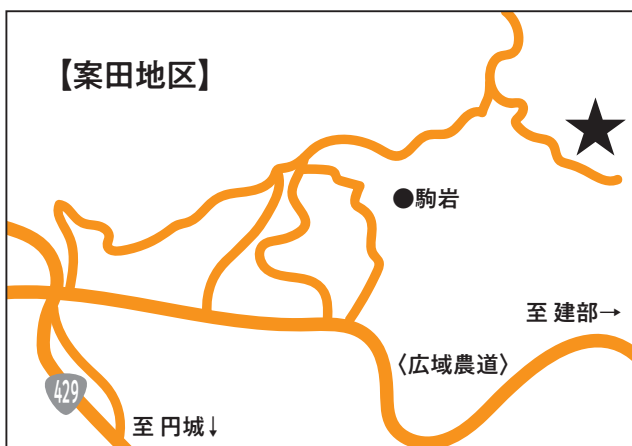 【案田地区】
●駒岩
至 建部→
〈広域農道〉
429
至 円城↓